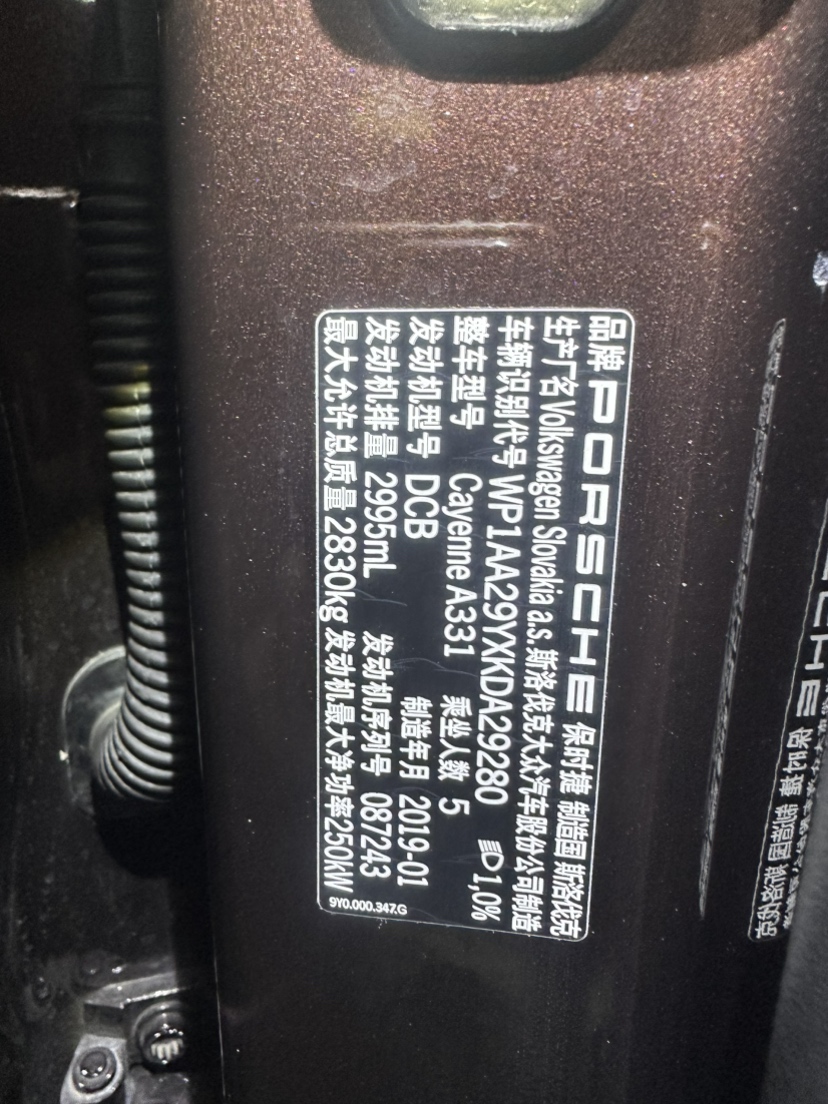 品牌 PORSCHE 保时捷 制造国 斯洛伐克
生产厂名 Volkswagen Slovakia a.s. 斯洛伐克大众汽车股份公司制造
车辆识别代号 WP1AA29YXKDA29280
整车型号 Cayenne A331 乘坐人数 5 1,0%
发动机型号 DCB 制造年月 2019-01
发动机排量 2995mL 发动机序列号 087243
最大允许总质量 2830kg 发动机最大净功率250kW
9Y0.000.347.G